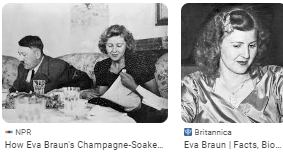 NPR
How Eva Braun's Champagne-Soake...
Britannica
Eva Braun | Facts, Bio...